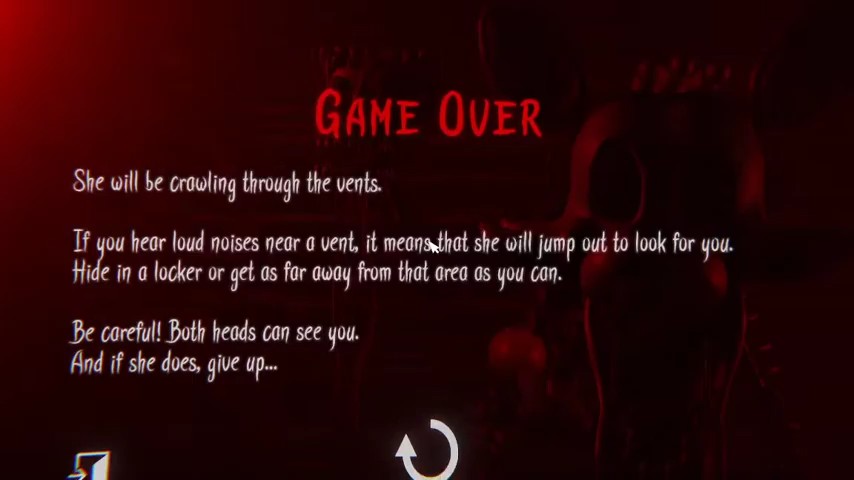 Game Over
She will be crawling through the vents.
If you hear loud noises near a vent, it means that she will jump out to look for you.
Hide in a locker or get as far away from that area as you can.
Be careful! Both heads can see you.
And if she does, give up...